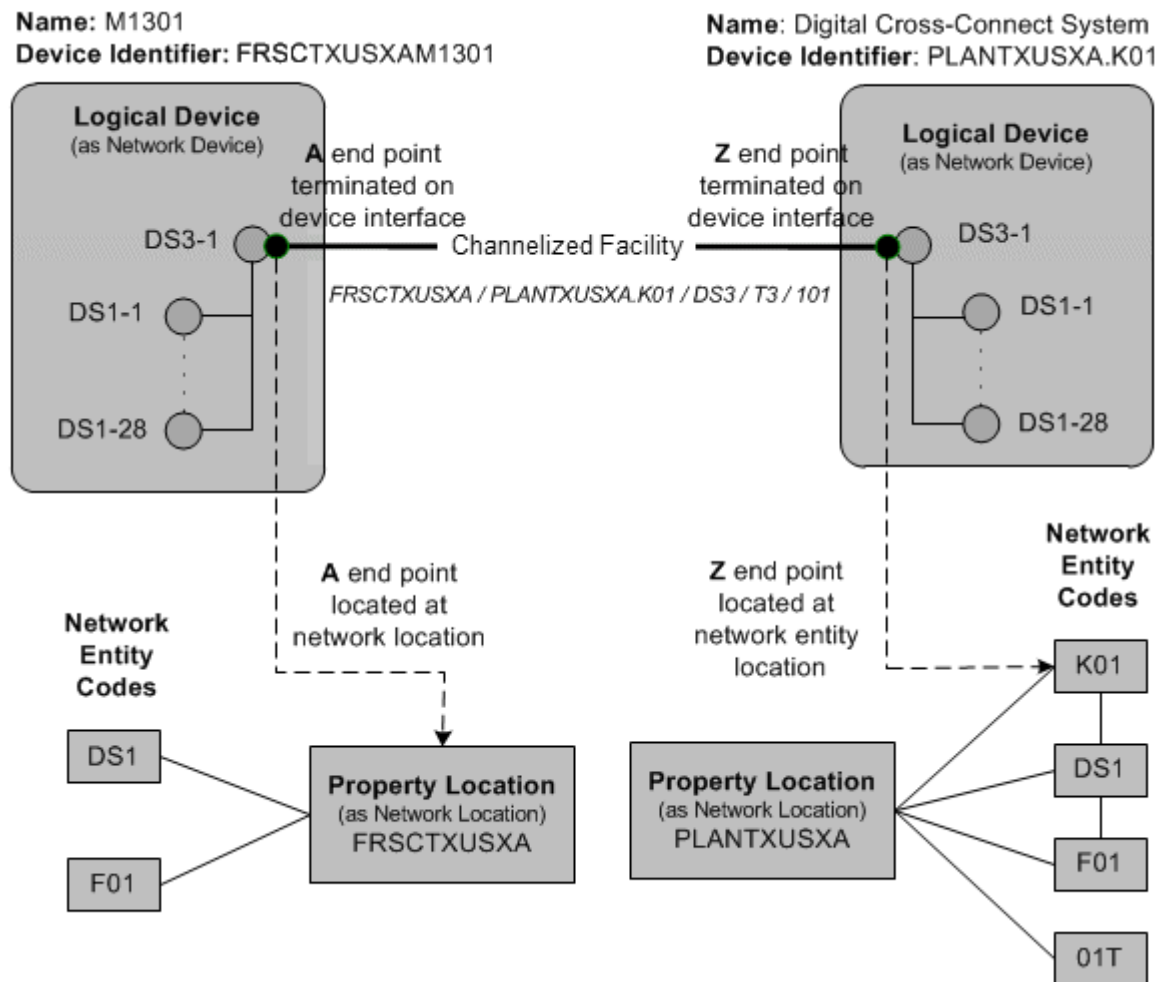 Name: M1301
Device Identifier: FRSCTXUSXAM1301
Name: Digital Cross-Connect System
Device Identifier: PLANTXUSXA.K01
Logical Device
(as Network Device)
A end point
terminated on
device interface
Z end point
terminated on
device interface
Logical Device
(as Network Device)
DS3-1
DS1-1
DS1-28
Channelized Facility
FRSCTXUSXA / PLANTXUSXA.K01 / DS3 / T3 / 101
DS3-1
DS1-1
DS1-28
A end point
located at
network location
Z end point
located at
network entity
location
Network
Entity
Codes
DS1
F01
Property Location
(as Network Location)
FRSCTXUSXA
Property Location
(as Network Location)
PLANTXUSXA
Network
Entity
Codes
K01
DS1
F01
01T